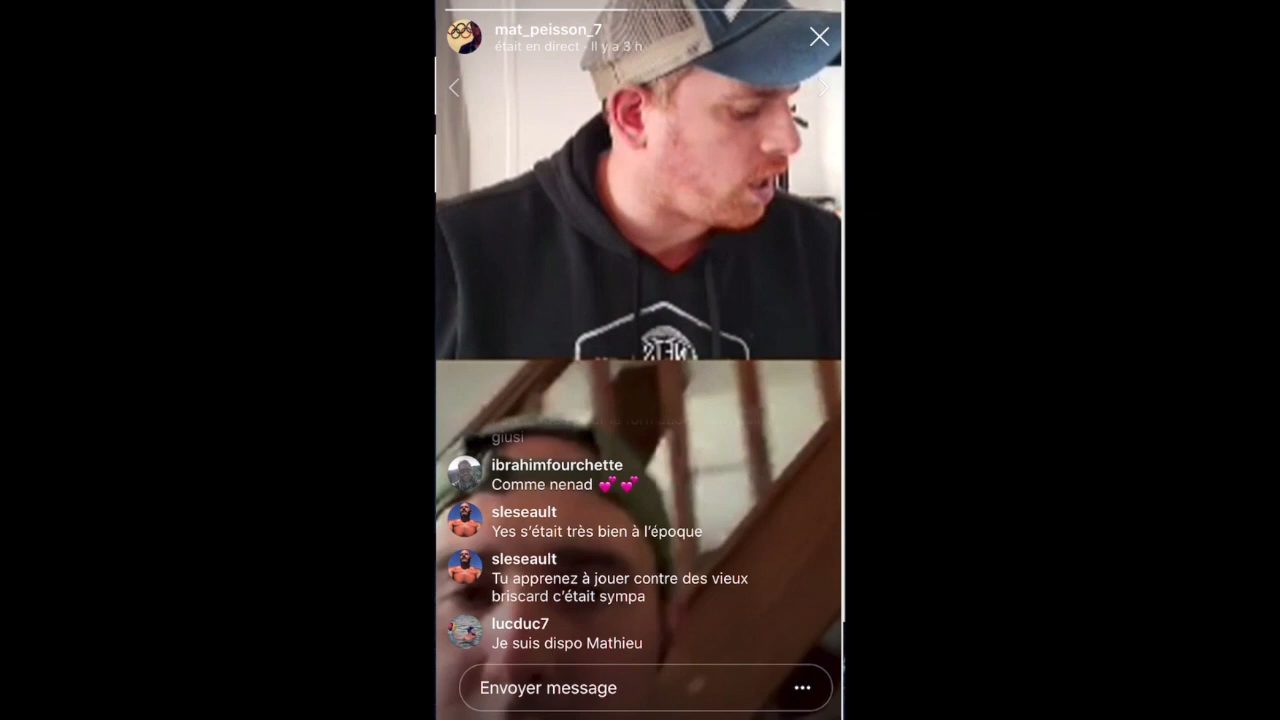 mat_peisson_7
était en direct · Il y a 3 h
giusi
ibrahimfourchette
Comme nenad 💕 💕
sleseault
Yes s’était très bien à l’époque
sleseault
Tu apprenez à jouer contre des vieux
briscard c’était sympa
lucduc7
Je suis dispo Mathieu
Envoyer message